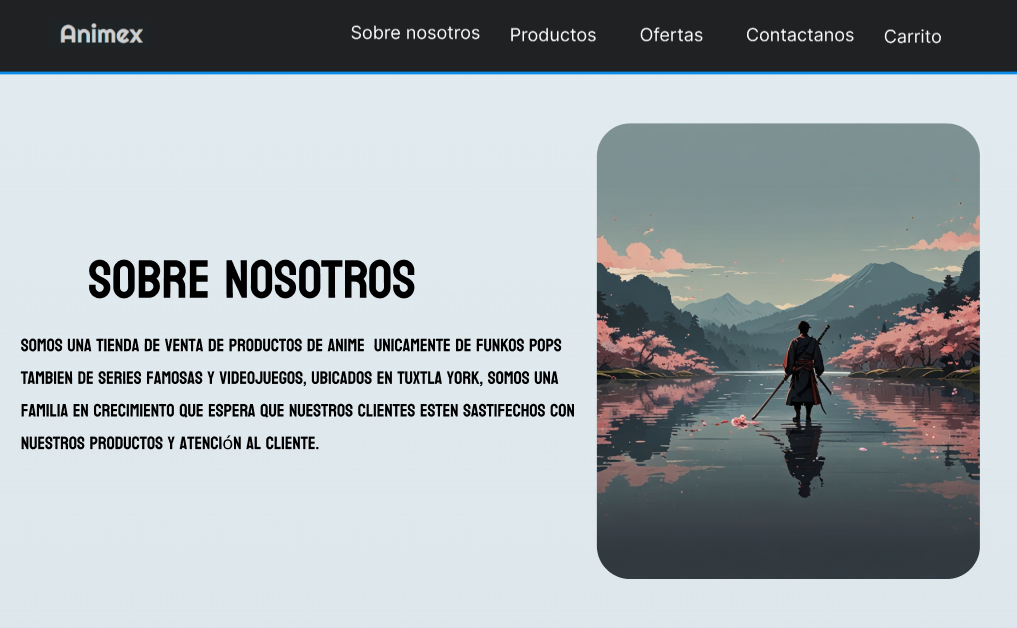 Animex
Sobre nosotros
Productos
Ofertas
Contactanos
Carrito
SOBRE NOSOTROS
SOMOS UNA TIENDA DE VENTA DE PRODUCTOS DE ANIME  UNICAMENTE DE FUNKOS POPS
TAMBIEN DE SERIES FAMOSAS Y VIDEOJUEGOS, UBICADOS EN TUXTLA YORK, SOMOS UNA
FAMILIA EN CRECIMIENTO QUE ESPERA QUE NUESTROS CLIENTES ESTEN SASTIFECHOS CON
NUESTROS PRODUCTOS Y ATENCIÓN AL CLIENTE.